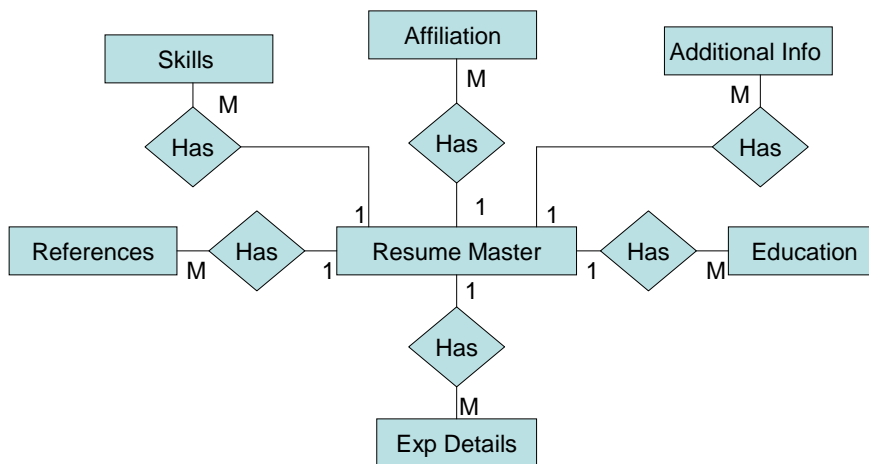 Affiliation
Skills
Additional Info
M
M
M
Has
Has
Has
1
1
1
References
Has
Resume Master
Has
Education
M
1
1
M
1
Has
M
Exp Details